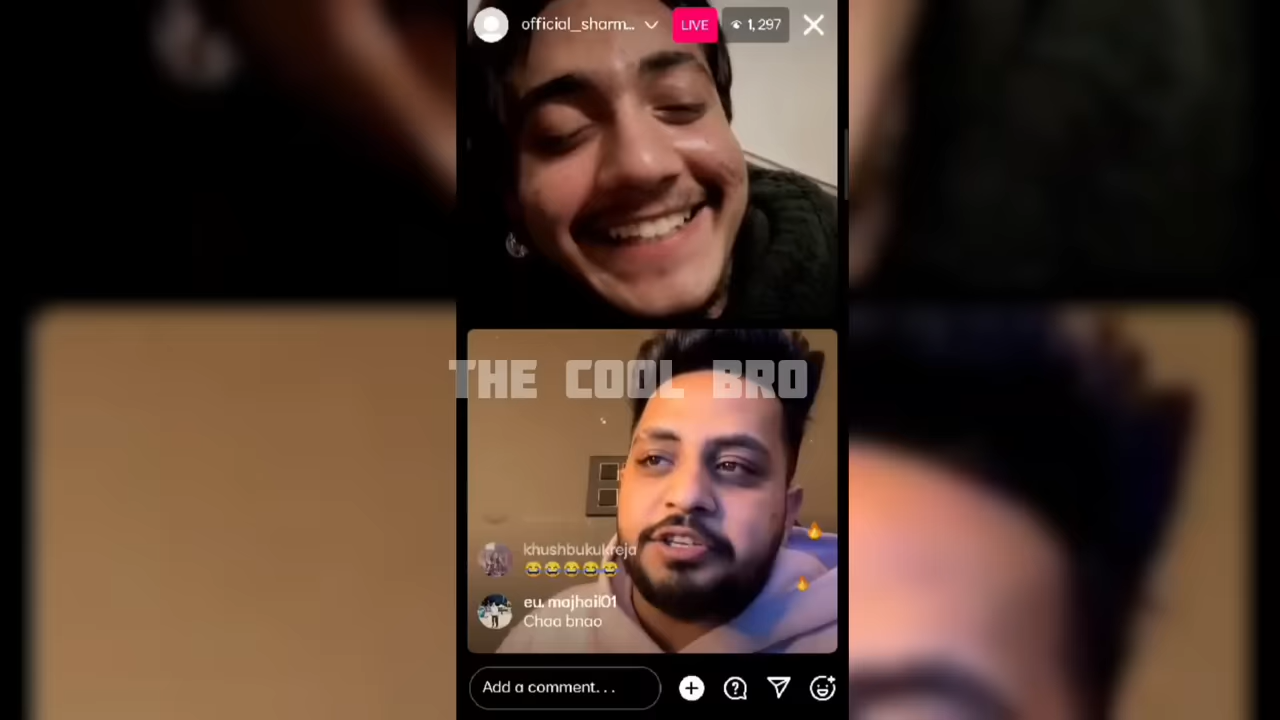 official_sharm...
LIVE
1,297
THE COOL BRO
khushbukukreja
😂😂😂😂😂
eu.majhail01
Chaa bnao
Add a comment...